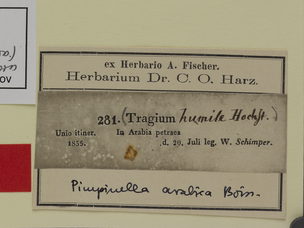 ex Herbario A. Fischer.
Herbarium Dr. C. O. Harz.
231. (Tragium humile Hochst.)
Unio itiner. In Arabia petraea
1835. d. 20. Juli leg. W. Schimper.
Pimpinella arabica Boiss.